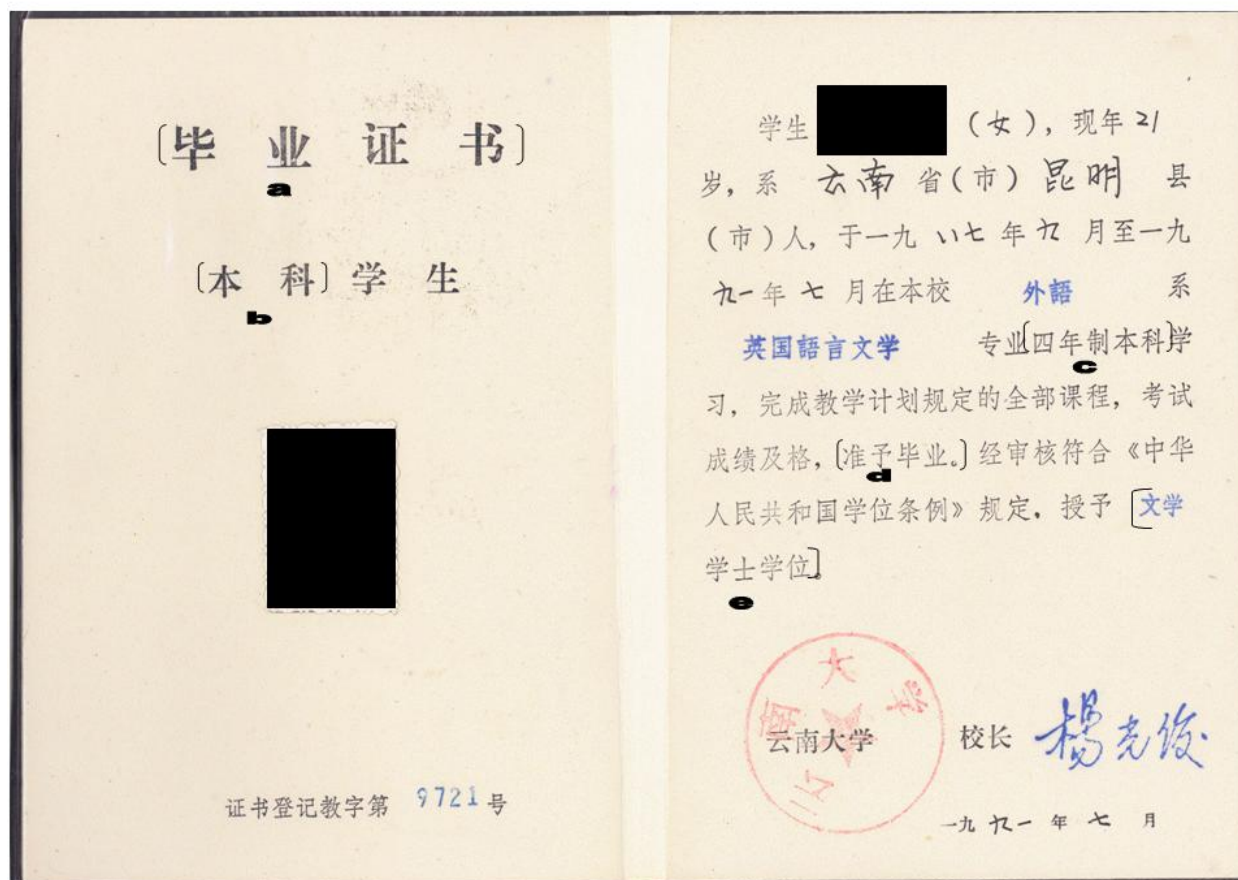 〔毕业证书〕
a
〔本科〕学生
b
证书登记教字第 9721 号
学生 （女），现年 21
岁，系 云南 省（市）昆明 县
（市）人，于一九 八七 年 九 月至一九
九一 年 七 月在本校 外語 系
英国語言文学 专业〔四年制本科〕学
c
习，完成教学计划规定的全部课程，考试
成绩及格，〔准予毕业。〕经审核符合《中华
d
人民共和国学位条例》规定，授予〔文学
学士学位〕。
e
云南大学
云南大学 校长 楊光俊
一九 九一 年 七 月